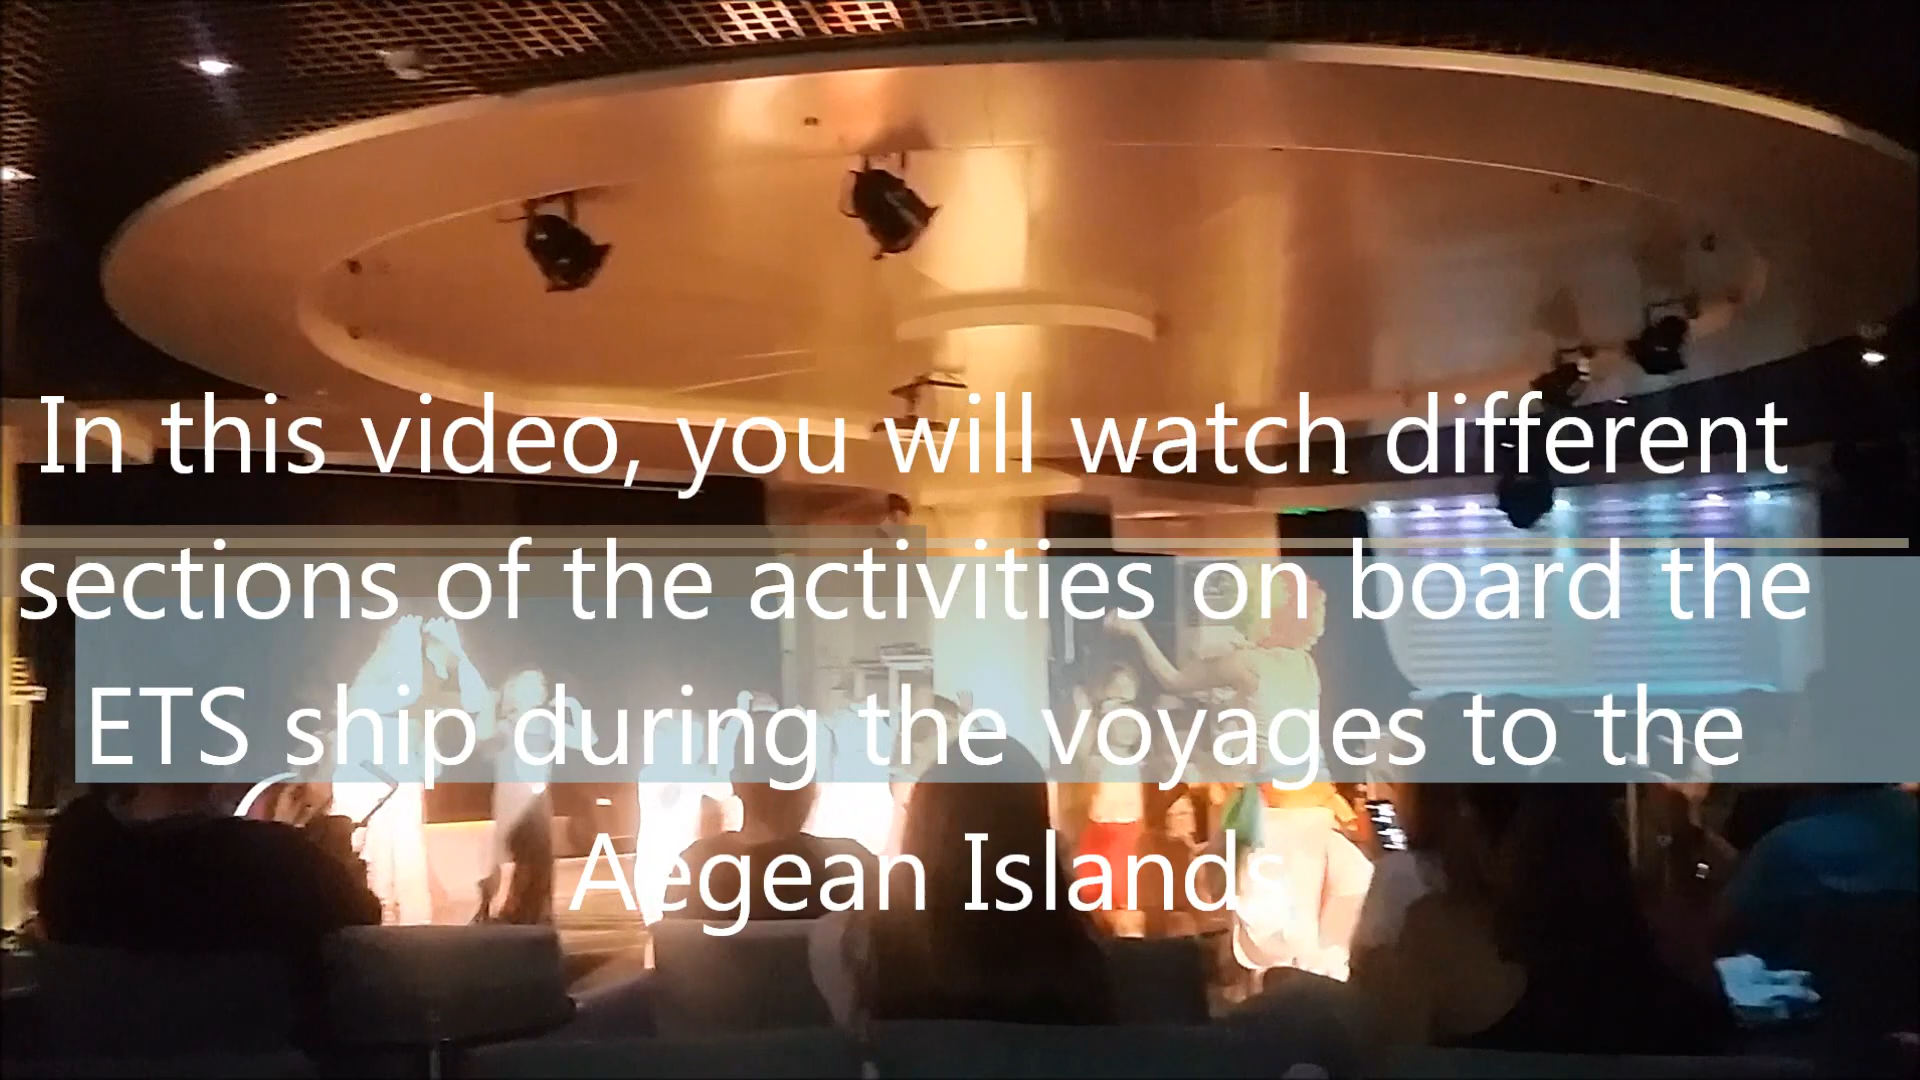 In this video, you will watch different
sections of the activities on board the
ETS ship during the voyages to the
Aegean Islands